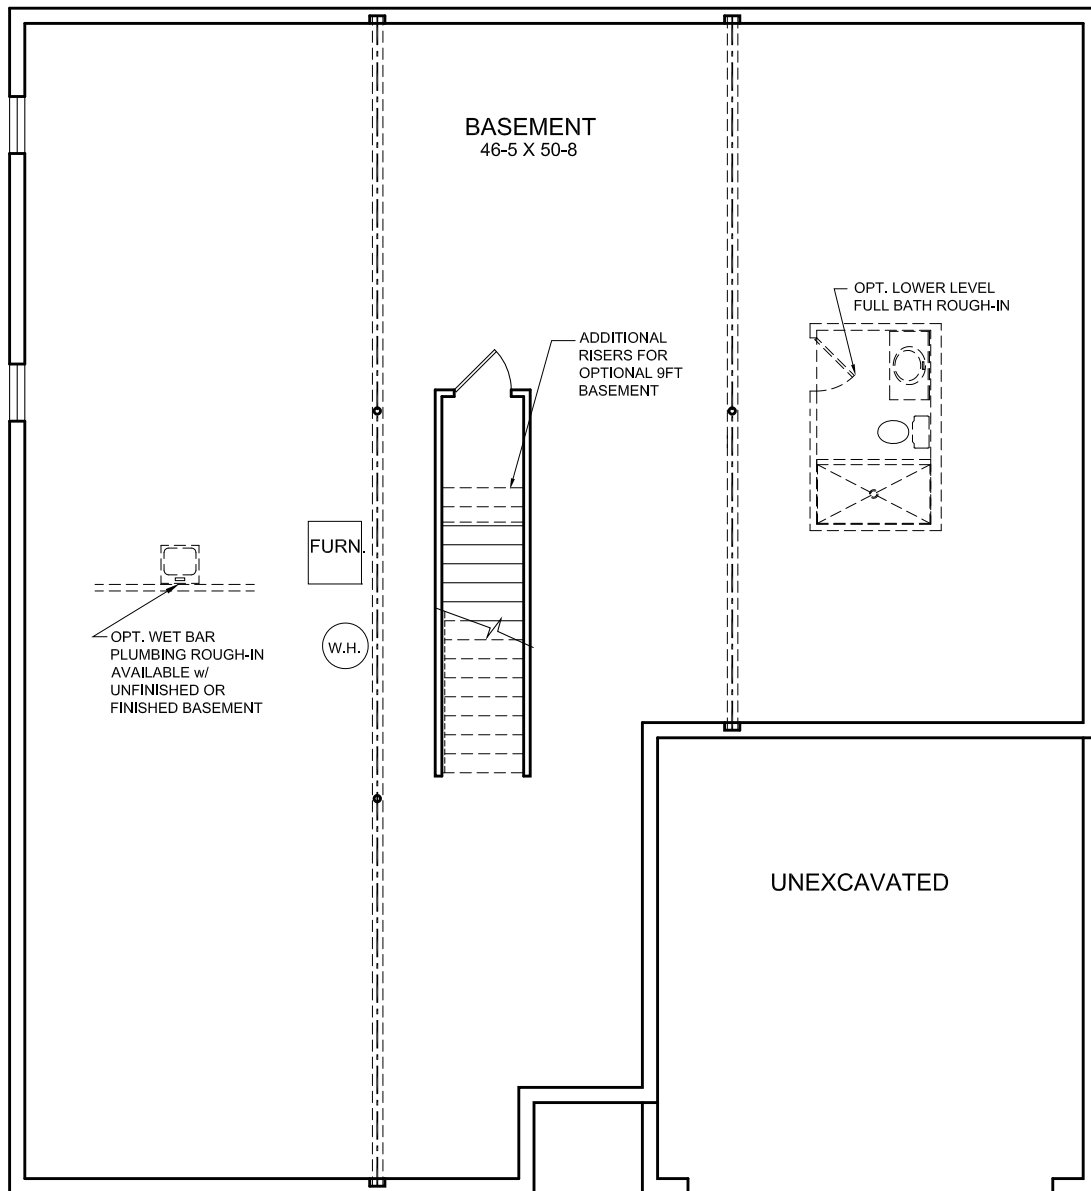 BASEMENT
46-5 X 50-8
OPT. LOWER LEVEL
FULL BATH ROUGH-IN
ADDITIONAL
RISERS FOR
OPTIONAL 9FT
BASEMENT
FURN.
W.H.
OPT. WET BAR
PLUMBING ROUGH-IN
AVAILABLE w/
UNFINISHED OR
FINISHED BASEMENT
UNEXCAVATED